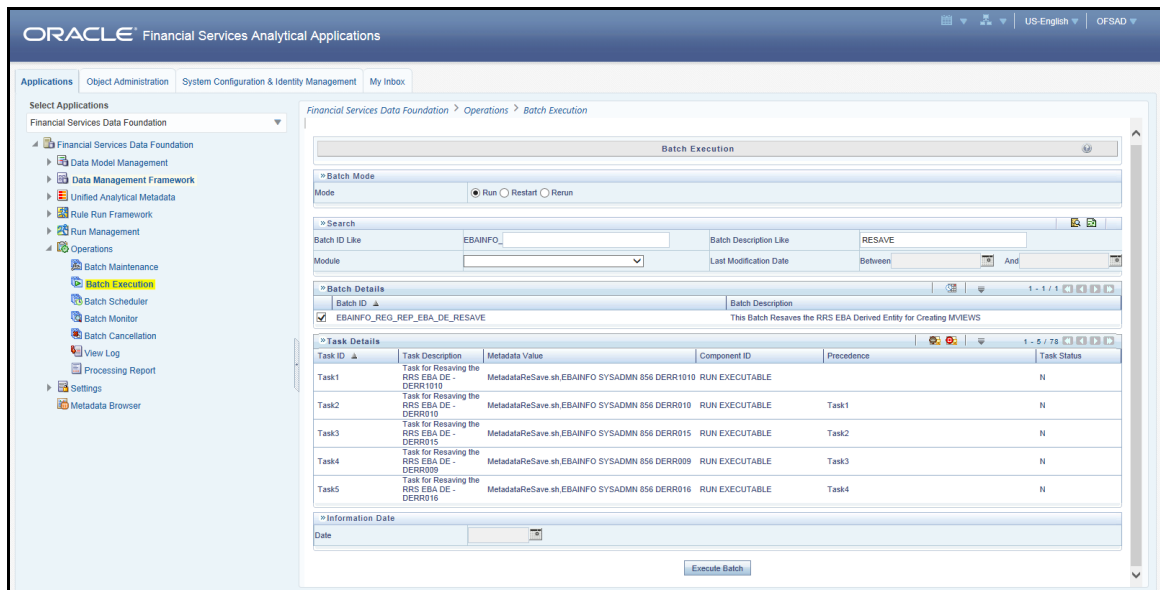 US-English OFSAD
ORACLE® Financial Services Analytical Applications
Applications Object Administration System Configuration & Identity Management My Inbox
Select Applications
Financial Services Data Foundation
Financial Services Data Foundation
Data Model Management
Data Management Framework
Unified Analytical Metadata
Rule Run Framework
Run Management
Operations
Batch Maintenance
Batch Execution
Batch Scheduler
Batch Monitor
Batch Cancellation
View Log
Processing Report
Settings
Metadata Browser
Financial Services Data Foundation > Operations > Batch Execution
Batch Execution
» Batch Mode
Mode Run Restart Rerun
» Search
Batch ID Like EBAINFO_ Batch Description Like RESAVE
Module Last Modification Date Between And
» Batch Details 1 - 1 / 1
Batch ID Batch Description
EBAINFO_REG_REP_EBA_DE_RESAVE This Batch Resaves the RRS EBA Derived Entity for Creating MVIEWS
» Task Details 1 - 5 / 78
Task ID Task Description Metadata Value Component ID Precedence Task Status
Task1 Task for Resaving the RRS EBA DE - DERR1010 MetadataReSave.sh,EBAINFO SYSADMN 856 DERR1010 RUN EXECUTABLE N
Task2 Task for Resaving the RRS EBA DE - DERR010 MetadataReSave.sh,EBAINFO SYSADMN 856 DERR010 RUN EXECUTABLE Task1 N
Task3 Task for Resaving the RRS EBA DE - DERR015 MetadataReSave.sh,EBAINFO SYSADMN 856 DERR015 RUN EXECUTABLE Task2 N
Task4 Task for Resaving the RRS EBA DE - DERR009 MetadataReSave.sh,EBAINFO SYSADMN 856 DERR009 RUN EXECUTABLE Task3 N
Task5 Task for Resaving the RRS EBA DE - DERR016 MetadataReSave.sh,EBAINFO SYSADMN 856 DERR016 RUN EXECUTABLE Task4 N
» Information Date
Date
Execute Batch